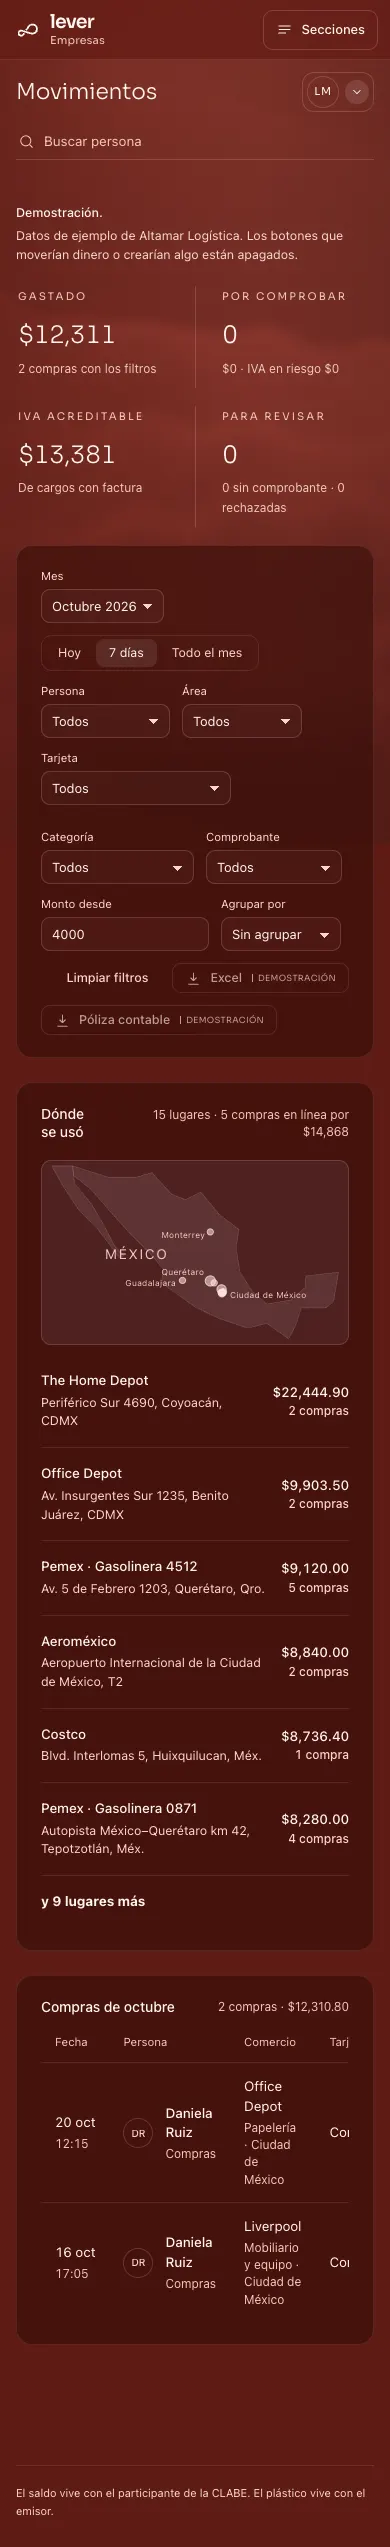 lever
Empresas
Secciones
Movimientos
LM
Buscar persona
Demostración.
Datos de ejemplo de Altamar Logística. Los botones que
moverían dinero o crearían algo están apagados.
GASTADO
$12,311
2 compras con los filtros
POR COMPROBAR
0
$0 · IVA en riesgo $0
IVA ACREDITABLE
$13,381
De cargos con factura
PARA REVISAR
0
0 sin comprobante · 0
rechazadas
Mes
Octubre 2026
Hoy
7 días
Todo el mes
Persona
Todos
Área
Todos
Tarjeta
Todos
Categoría
Todos
Comprobante
Todos
Monto desde
4000
Agrupar por
Sin agrupar
Limpiar filtros
Excel | DEMOSTRACIÓN
Póliza contable | DEMOSTRACIÓN
Dónde
se usó
15 lugares · 5 compras en línea por
$14,868
Monterrey
MÉXICO
Querétaro
Guadalajara
Ciudad de México
The Home Depot
Periférico Sur 4690, Coyoacán,
CDMX
$22,444.90
2 compras
Office Depot
Av. Insurgentes Sur 1235, Benito
Juárez, CDMX
$9,903.50
2 compras
Pemex · Gasolinera 4512
Av. 5 de Febrero 1203, Querétaro, Qro.
$9,120.00
5 compras
Aeroméxico
Aeropuerto Internacional de la Ciudad
de México, T2
$8,840.00
2 compras
Costco
Blvd. Interlomas 5, Huixquilucan, Méx.
$8,736.40
1 compra
Pemex · Gasolinera 0871
Autopista México–Querétaro km 42,
Tepotzotlán, Méx.
$8,280.00
4 compras
y 9 lugares más
Compras de octubre
2 compras · $12,310.80
Fecha
Persona
Comercio
Tarj
20 oct
12:15
DR
Daniela
Ruiz
Compras
Office
Depot
Papelería
· Ciudad
de
México
Cor
16 oct
17:05
DR
Daniela
Ruiz
Compras
Liverpool
Mobiliario
y equipo ·
Ciudad de
México
Cor
El saldo vive con el participante de la CLABE. El plástico vive con el
emisor.